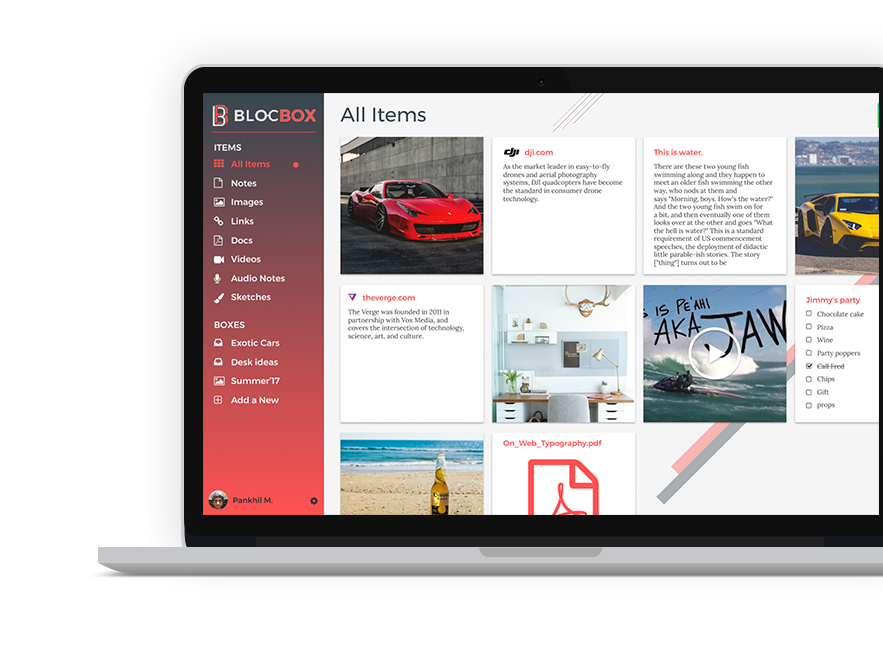 BLOCBOX
ITEMS
All Items
Notes
Images
Links
Docs
Videos
Audio Notes
Sketches
BOXES
Exotic Cars
Desk ideas
Summer'17
Add a New
Pankhil M.
All Items
dji dji.com
As the market leader in easy-to-fly
drones and aerial photography
systems, DJI quadcopters have become
the standard in consumer drone
technology.
This is water.
There are these two young fish
swimming along and they happen to
meet an older fish swimming the other
way, who nods at them and
says "Morning, boys. How's the water?"
And the two young fish swim on for
a bit, and then eventually one of them
looks over at the other and goes "What
the hell is water?" This is a standard
requirement of US commencement
speeches, the deployment of didactic
little parable-ish stories. The story
["thing"] turns out to be
theverge.com
The Verge was founded in 2011 in
partnership with Vox Media, and
covers the intersection of technology,
science, art, and culture.
IS PE'AHI
AKA JAW
Jimmy's party
Chocolate cake
Pizza
Wine
Party poppers
Call Fred
Chips
Gift
props
On_Web_Typography.pdf